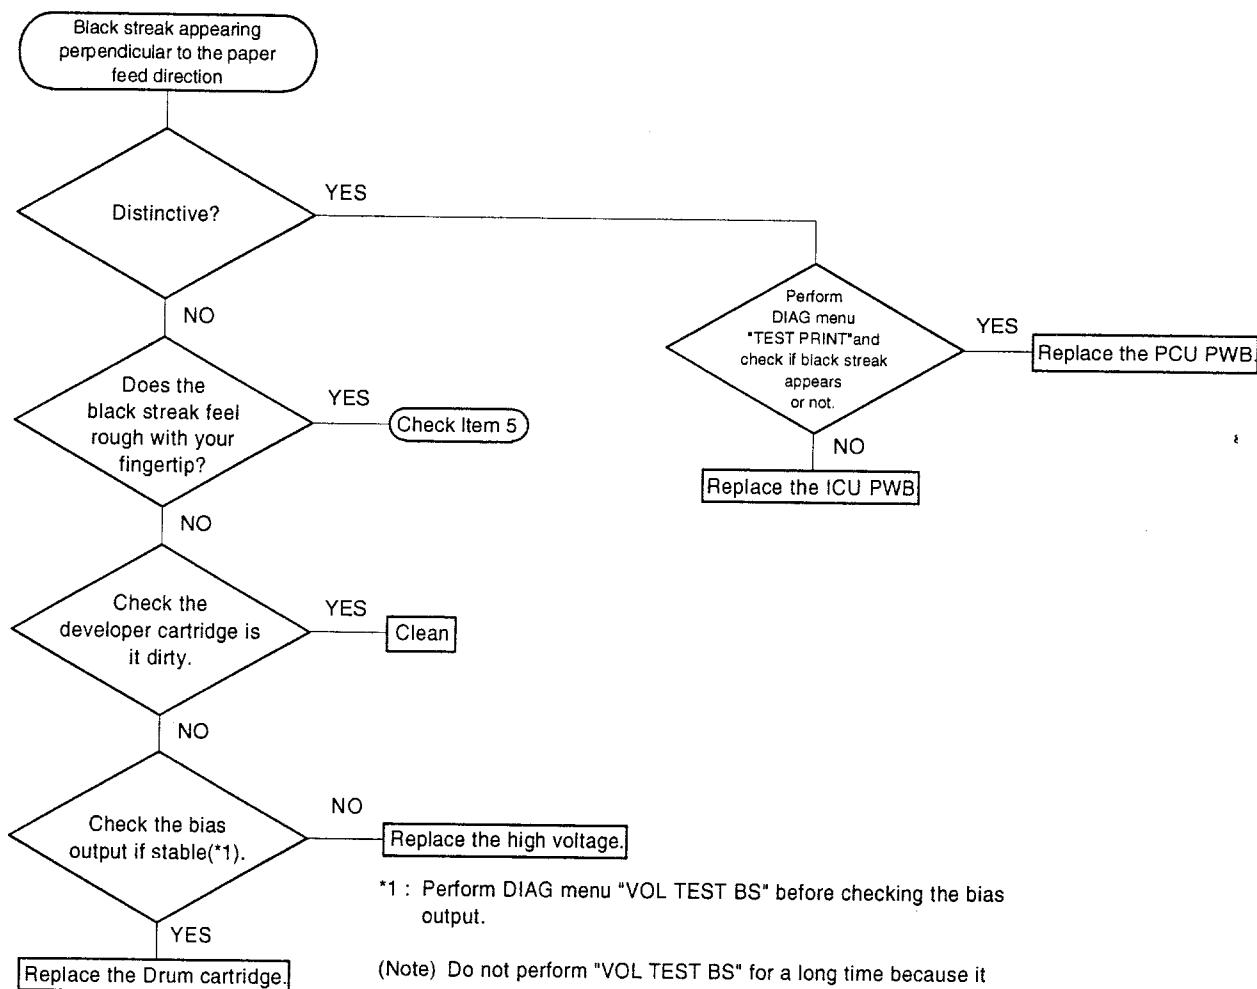 Black streak appearing
perpendicular to the paper
feed direction
Distinctive?
YES
NO
Perform
DIAG menu
"TEST PRINT"and
check if black streak
appears
or not.
YES
Replace the PCU PWB.
NO
Replace the ICU PWB
Does the
black streak feel
rough with your
fingertip?
YES
Check Item 5
NO
Check the
developer cartridge is
it dirty.
YES
Clean
NO
Check the bias
output if stable(*1).
NO
Replace the high voltage.
YES
Replace the Drum cartridge.
*1 : Perform DIAG menu "VOL TEST BS" before checking the bias
output.
(Note) Do not perform "VOL TEST BS" for a long time because it